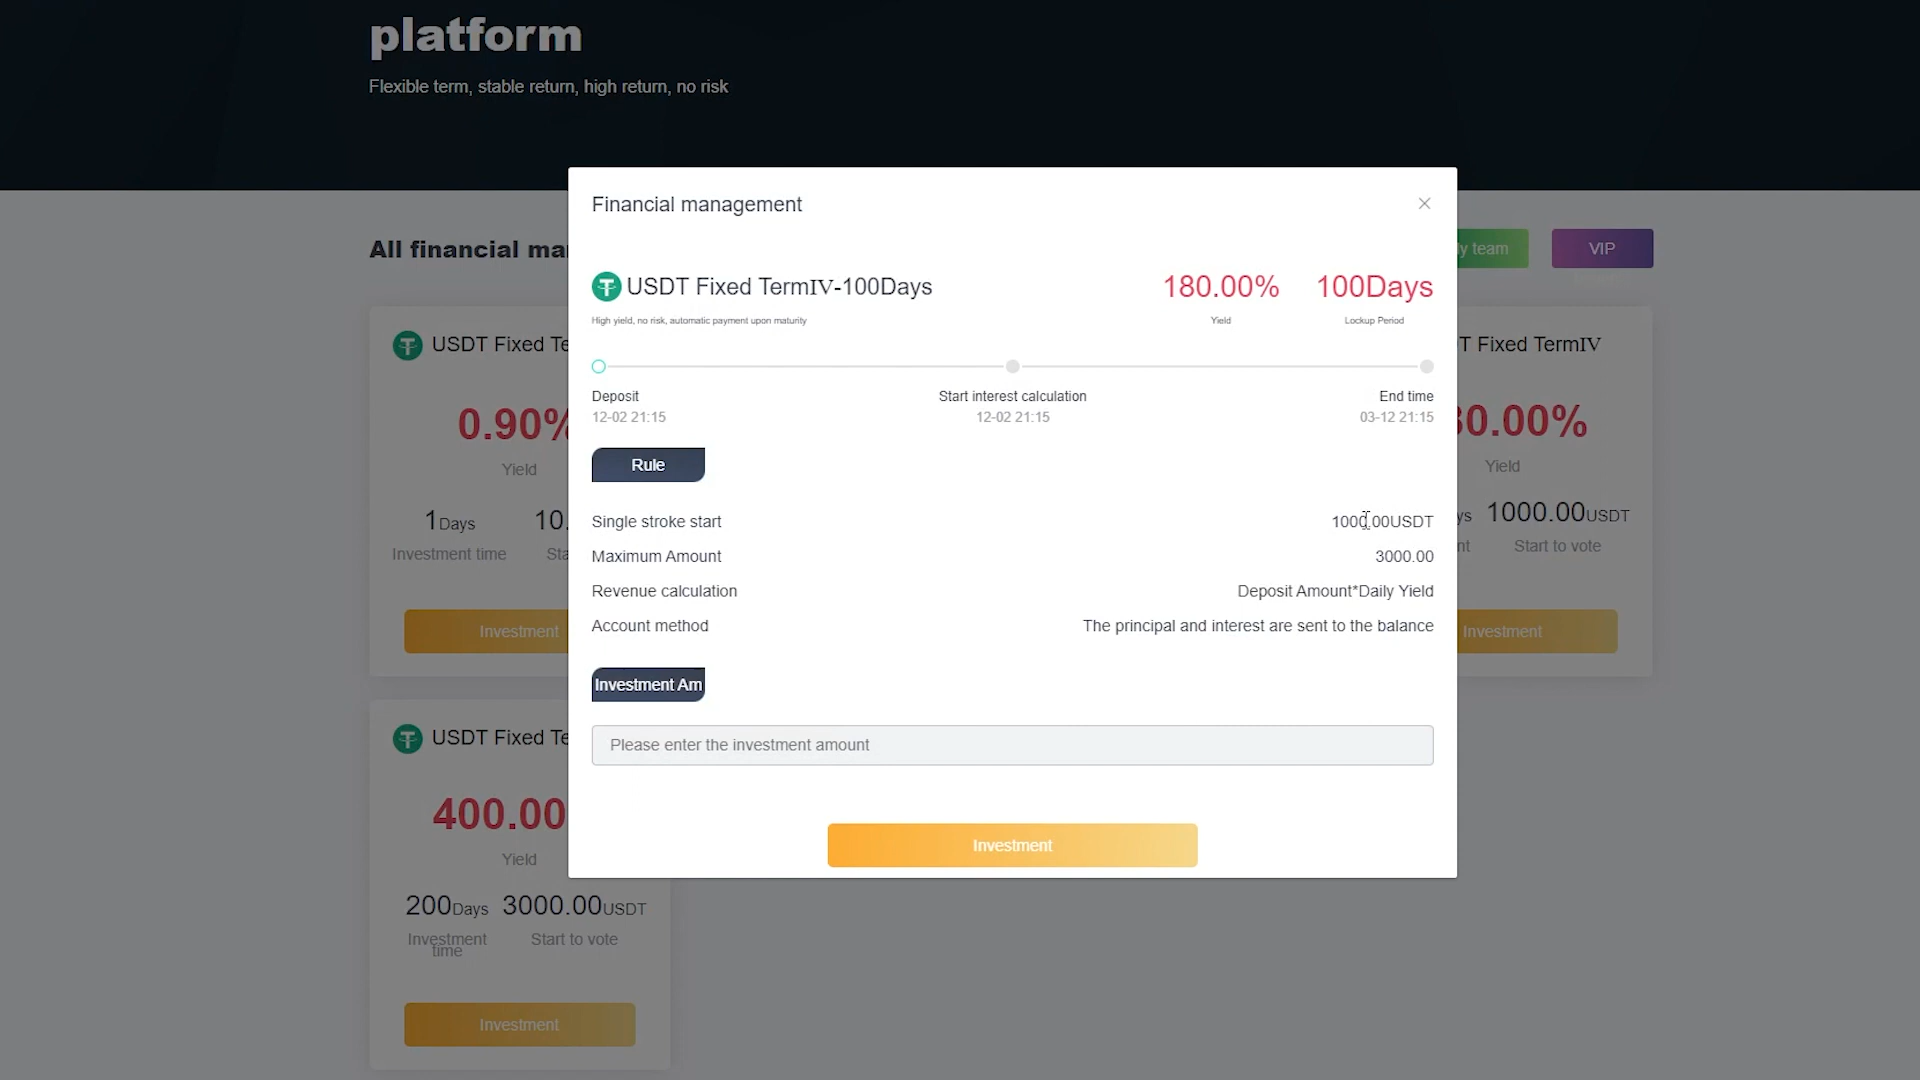 platform
Flexible term, stable return, high return, no risk
Financial management
All financial ma
y team
VIP
USDT Fixed TermIV-100Days
180.00%
100Days
High yield, no risk, automatic payment upon maturity
Yield
Lockup Period
USDT Fixed Te
T Fixed TermIV
Deposit
Start interest calculation
End time
12-02 21:15
12-02 21:15
03-12 21:15
0.90%
0.00%
Yield
Yield
Rule
1Days
10.
Single stroke start
1000.00USDT
ys
1000.00USDT
Investment time
Sta
Maximum Amount
3000.00
nt
Start to vote
Revenue calculation
Deposit Amount*Daily Yield
Account method
The principal and interest are sent to the balance
Investment
Investment
Investment Am
USDT Fixed Te
Please enter the investment amount
400.00
Investment
Yield
200Days
3000.00USDT
Investment
time
Start to vote
Investment